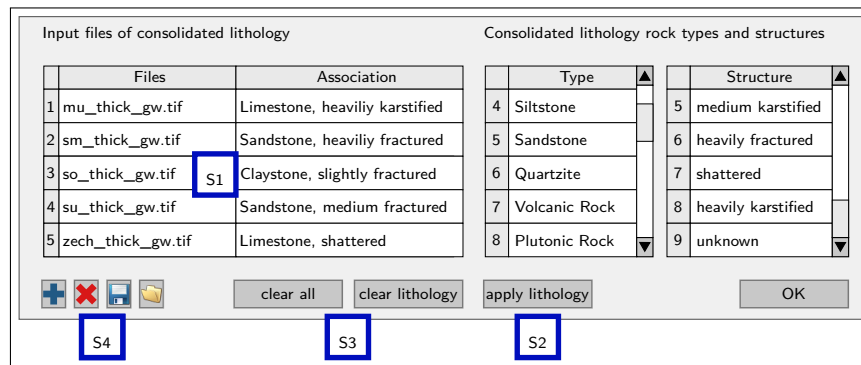 Input files of consolidated lithology
Consolidated lithology rock types and structures
Files Association
1 mu_thick_gw.tif Limestone, heaviliy karstified
2 sm_thick_gw.tif Sandstone, heaviliy fractured
3 so_thick_gw.tif Claystone, slightly fractured
4 su_thick_gw.tif Sandstone, medium fractured
5 zech_thick_gw.tif Limestone, shattered
S1
Type
4 Siltstone
5 Sandstone
6 Quartzite
7 Volcanic Rock
8 Plutonic Rock
Structure
5 medium karstified
6 heavily fractured
7 shattered
8 heavily karstified
9 unknown
clear all clear lithology apply lithology OK
S4 S3 S2